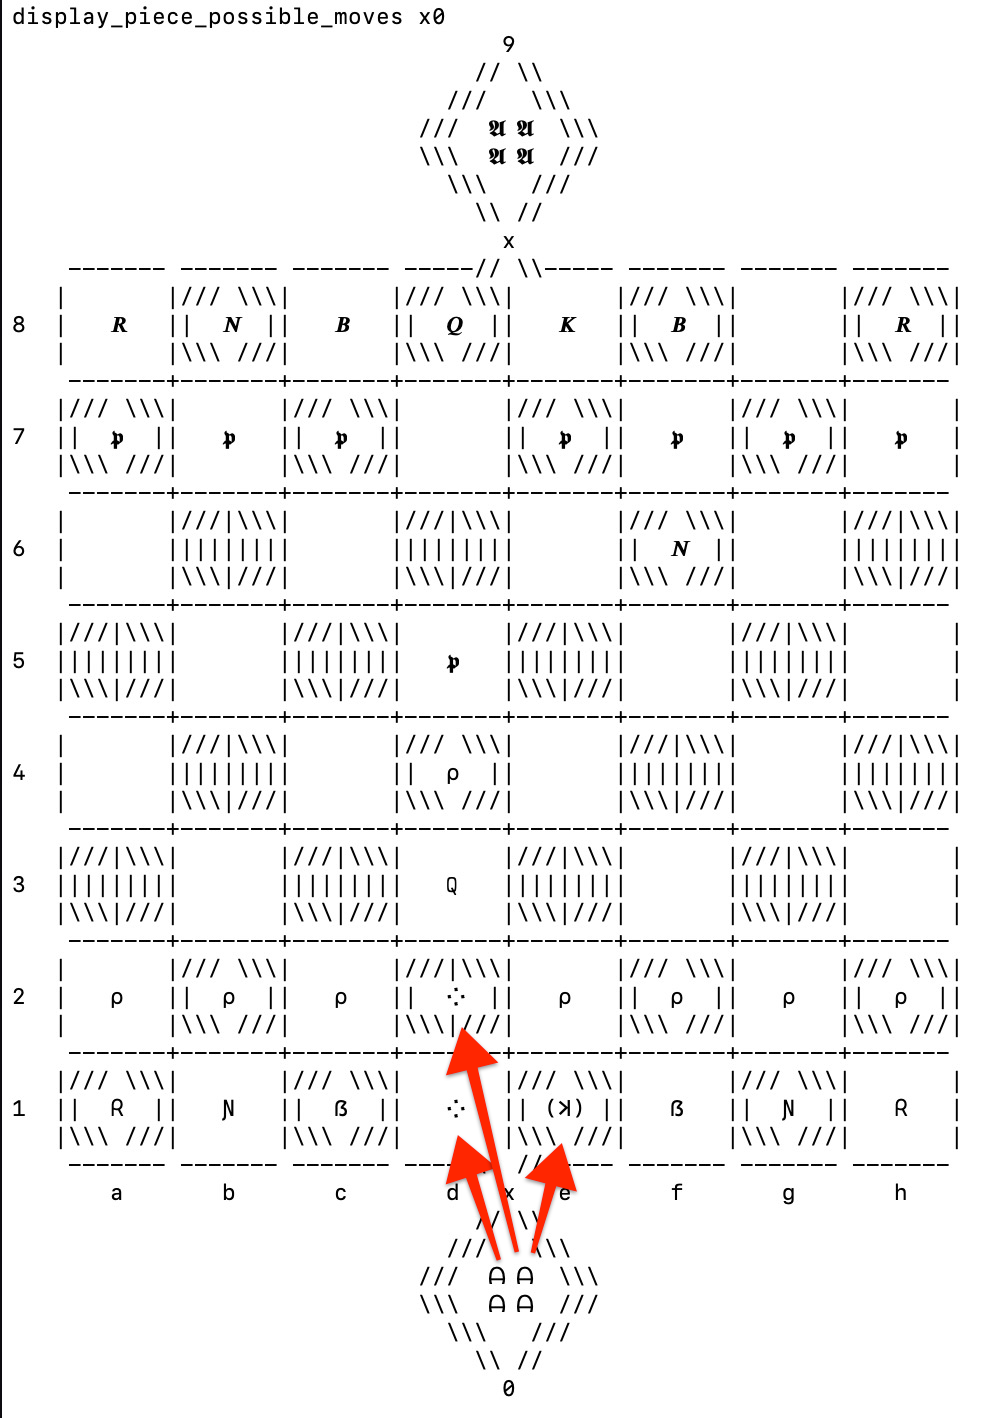 display_piece_possible_moves x0
9
// \\
/// \\\
/// 𝕬 𝕬 \\\
\\\ 𝕬 𝕬 ///
\\\ ///
\\ //
x
------- ------- ------- -----// \\----- ------- ------- -------
| |/// \\\| |/// \\\| |/// \\\| |/// \\\|
8 | 𝑹 || 𝑵 || 𝑩 || 𝑸 || 𝑲 || 𝑩 || || 𝑹 ||
| |\\\ ///| |\\\ ///| |\\\ ///| |\\\ ///|
-------+-------+-------+-------+-------+-------+-------+-------
|/// \\\| |/// \\\| |/// \\\| |/// \\\| |
7 || 𝖕 || 𝖕 || 𝖕 || || 𝖕 || 𝖕 || 𝖕 || 𝖕 |
|\\\ ///| |\\\ ///| |\\\ ///| |\\\ ///| |
-------+-------+-------+-------+-------+-------+-------+-------
| |///|\\\| |///|\\\| |/// \\\| |///|\\\|
6 | ||||||||| ||||||||| || 𝑵 || |||||||||
| |\\\|///| |\\\|///| |\\\ ///| |\\\|///|
-------+-------+-------+-------+-------+-------+-------+-------
|///|\\\| |///|\\\| |///|\\\| |///|\\\| |
5 ||||||||| ||||||||| 𝖕 ||||||||| ||||||||| |
|\\\|///| |\\\|///| |\\\|///| |\\\|///| |
-------+-------+-------+-------+-------+-------+-------+-------
| |///|\\\| |/// \\\| |///|\\\| |///|\\\|
4 | ||||||||| || ρ || ||||||||| |||||||||
| |\\\|///| |\\\ ///| |\\\|///| |\\\|///|
-------+-------+-------+-------+-------+-------+-------+-------
|///|\\\| |///|\\\| |///|\\\| |///|\\\| |
3 ||||||||| ||||||||| Q ||||||||| ||||||||| |
|\\\|///| |\\\|///| |\\\|///| |\\\|///| |
-------+-------+-------+-------+-------+-------+-------+-------
| |/// \\\| |///|\\\| |/// \\\| |/// \\\|
2 | ρ || ρ || ρ || ⁛ || ρ || ρ || ρ || ρ ||
| |\\\ ///| |\\\|///| |\\\ ///| |\\\ ///|
-------+-------+-------+-------+-------+-------+-------+-------
|/// \\\| |/// \\\| |/// \\\| |/// \\\| |
1 || Ɽ || Ɲ || ß || ⁛ || (ʞ) || ß || Ɲ || Ɽ |
|\\\ ///| |\\\ ///| |\\\ ///| |\\\ ///| |
------- ------- ------- ------- ------- -------
a b c d x e f g h
// \\
/// \\\
/// ᗝ ᗝ \\\
\\\ ᗝ ᗝ ///
\\\ ///
\\ //
0